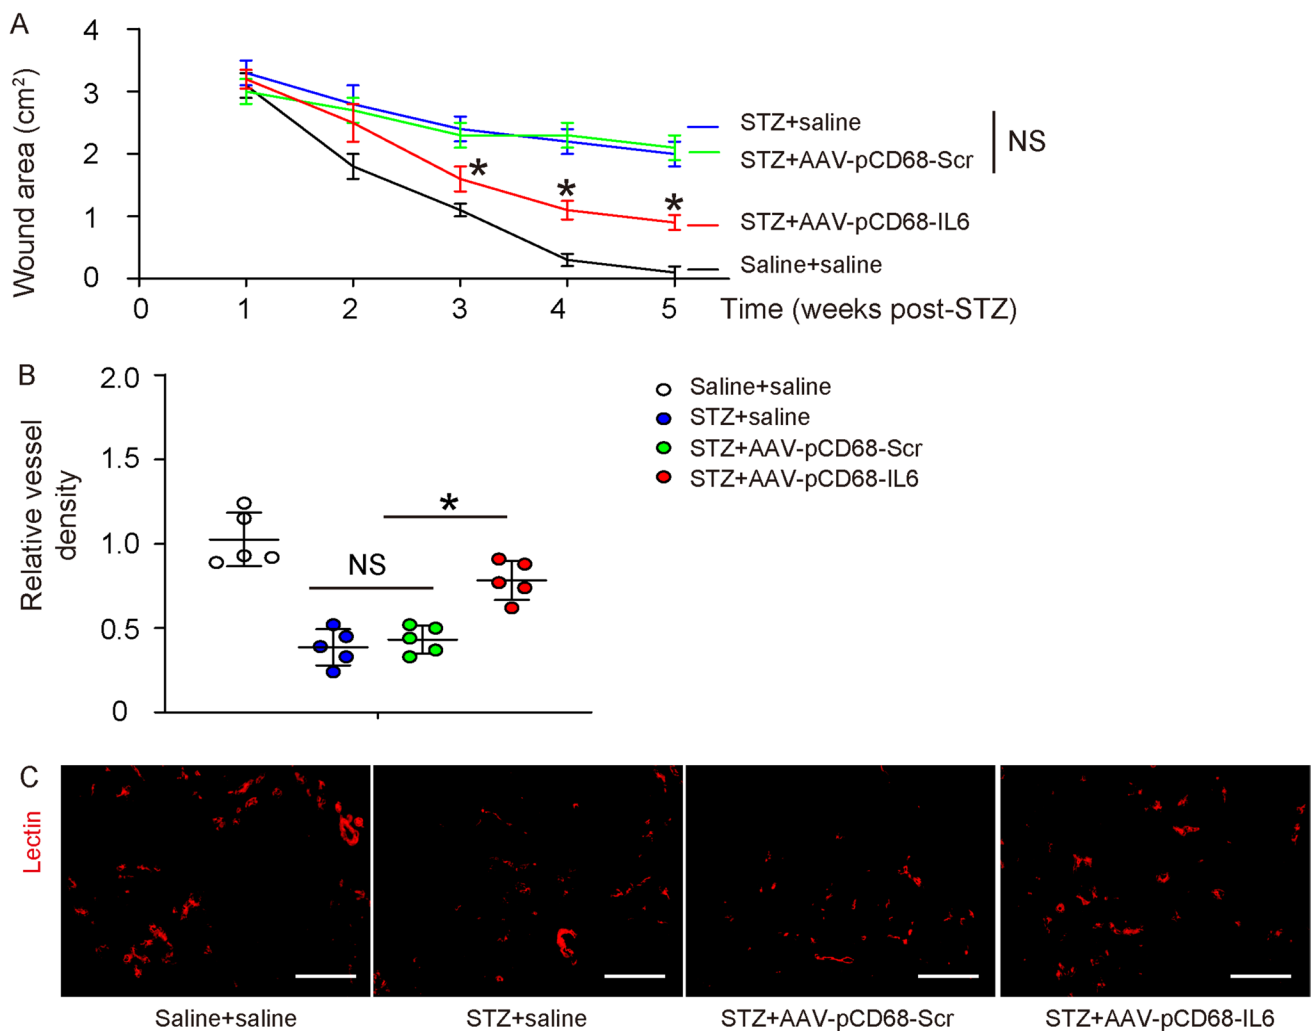 A
Wound area (cm²)
4
3
2
1
0
0 1 2 3 4 5 Time (weeks post-STZ)
* * *
STZ+saline
STZ+AAV-pCD68-Scr
NS
STZ+AAV-pCD68-IL6
Saline+saline
B
Relative vessel
density
2.0
1.5
1.0
0.5
0
NS
*
Saline+saline
STZ+saline
STZ+AAV-pCD68-Scr
STZ+AAV-pCD68-IL6
C
Lectin
Saline+saline STZ+saline STZ+AAV-pCD68-Scr STZ+AAV-pCD68-IL6